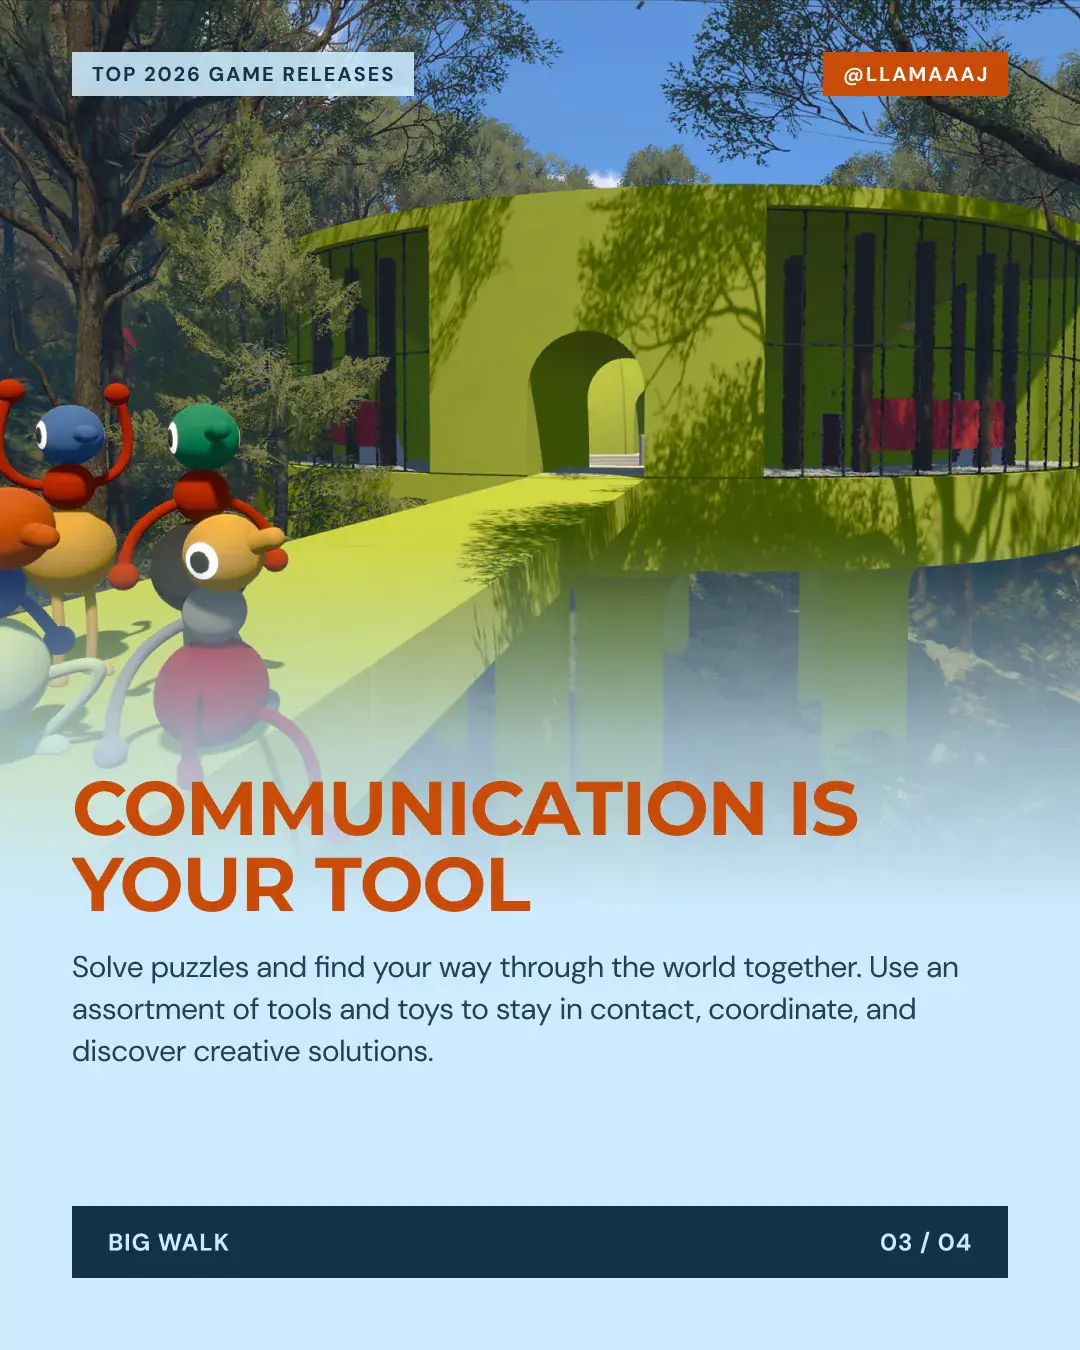 TOP 2026 GAME RELEASES
@LLAMAAAJ
COMMUNICATION IS
YOUR TOOL
Solve puzzles and find your way through the world together. Use an
assortment of tools and toys to stay in contact, coordinate, and
discover creative solutions.
BIG WALK
03 / 04